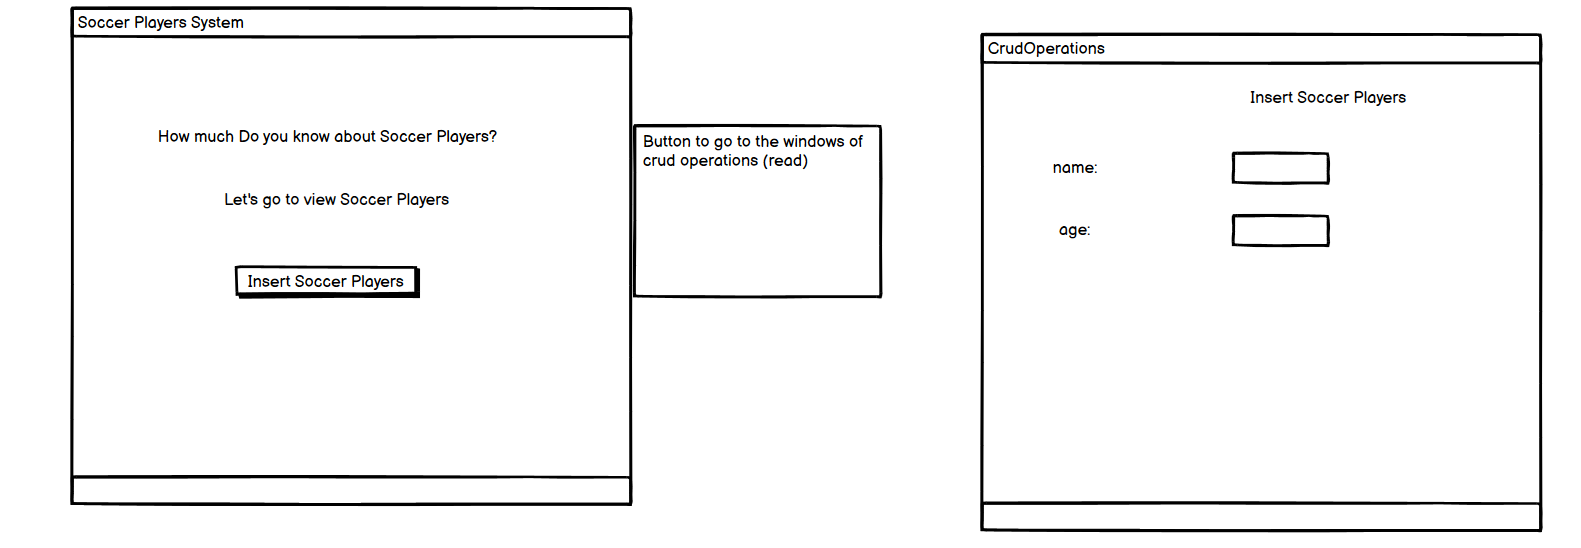 Soccer Players System
How much Do you know about Soccer Players?
Let's go to view Soccer Players
Insert Soccer Players
Button to go to the windows of
crud operations (read)
CrudOperations
Insert Soccer Players
name:
age: